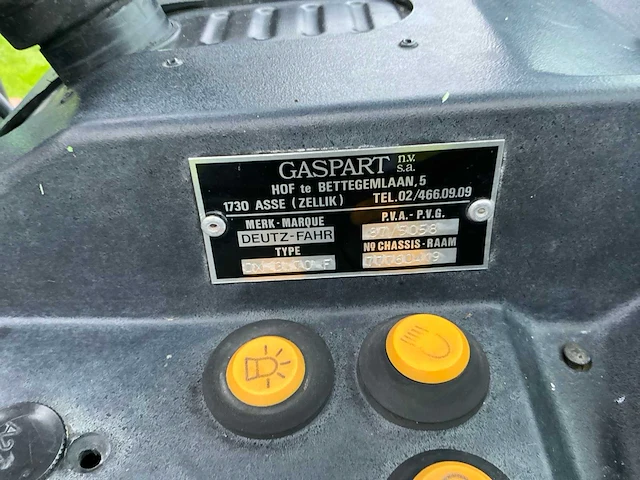 GASPART n.v. s.a.
HOF te BETTEGEMLAAN, 5
1730 ASSE (ZELLIK) TEL.02/466.09.09
MERK-MARQUE P.V.A.-P.V.G.
DEUTZ-FAHR
TYPE NO CHASSIS-RAAM